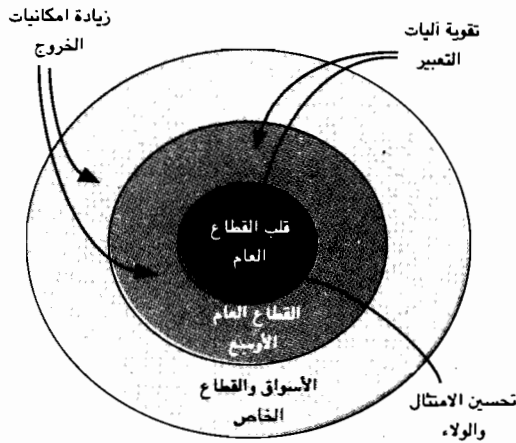 زيادة امكانيات
الخروج
تقوية آليات
التعبير
قلب القطاع
العام
القطاع العام
الأوسع
الأسواق والقطاع
الخاص
تحسين الامتثال
والولاء